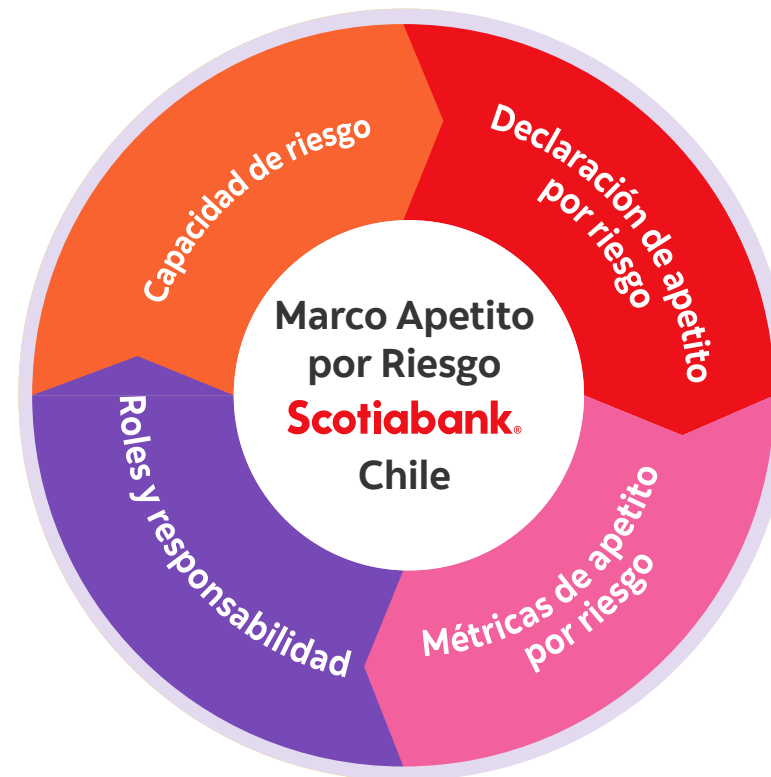 Capacidad de riesgo
Declaración de apetito
por riesgo
Marco Apetito
por Riesgo
Scotiabank®
Chile
Roles y responsabilidad
Métricas de apetito
por riesgo